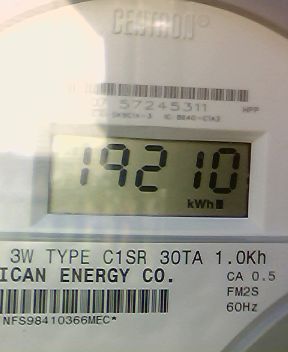 CENTRON®
57245311
19210
kWh
3W TYPE C1SR 30TA 1.0Kh
ICAN ENERGY CO.
CA 0.5
FM2S
60Hz
NFS98410366MEC*